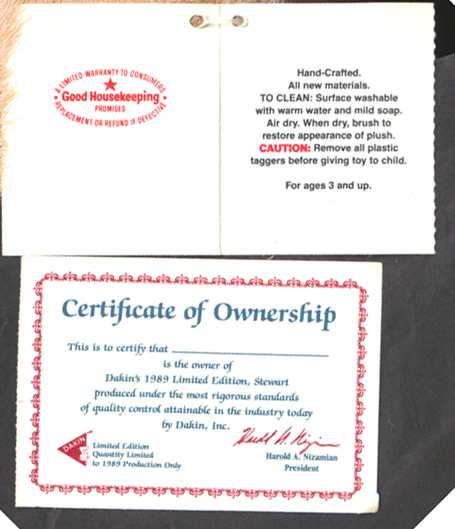 A LIMITED WARRANTY TO CONSUMERS
Good Housekeeping
PROMISES
REPLACEMENT OR REFUND IF DEFECTIVE
Hand-Crafted.
All new materials.
TO CLEAN: Surface washable
with warm water and mild soap.
Air dry. When dry, brush to
restore appearance of plush.
CAUTION: Remove all plastic
taggers before giving toy to child.
For ages 3 and up.
Certificate of Ownership
This is to certify that
is the owner of
Dakin's 1989 Limited Edition, Stewart
produced under the most rigorous standards
of quality control attainable in the industry today
by Dakin, Inc.
DAKIN
Limited Edition
Quantity Limited
to 1989 Production Only
Harold A. Nizamian
President